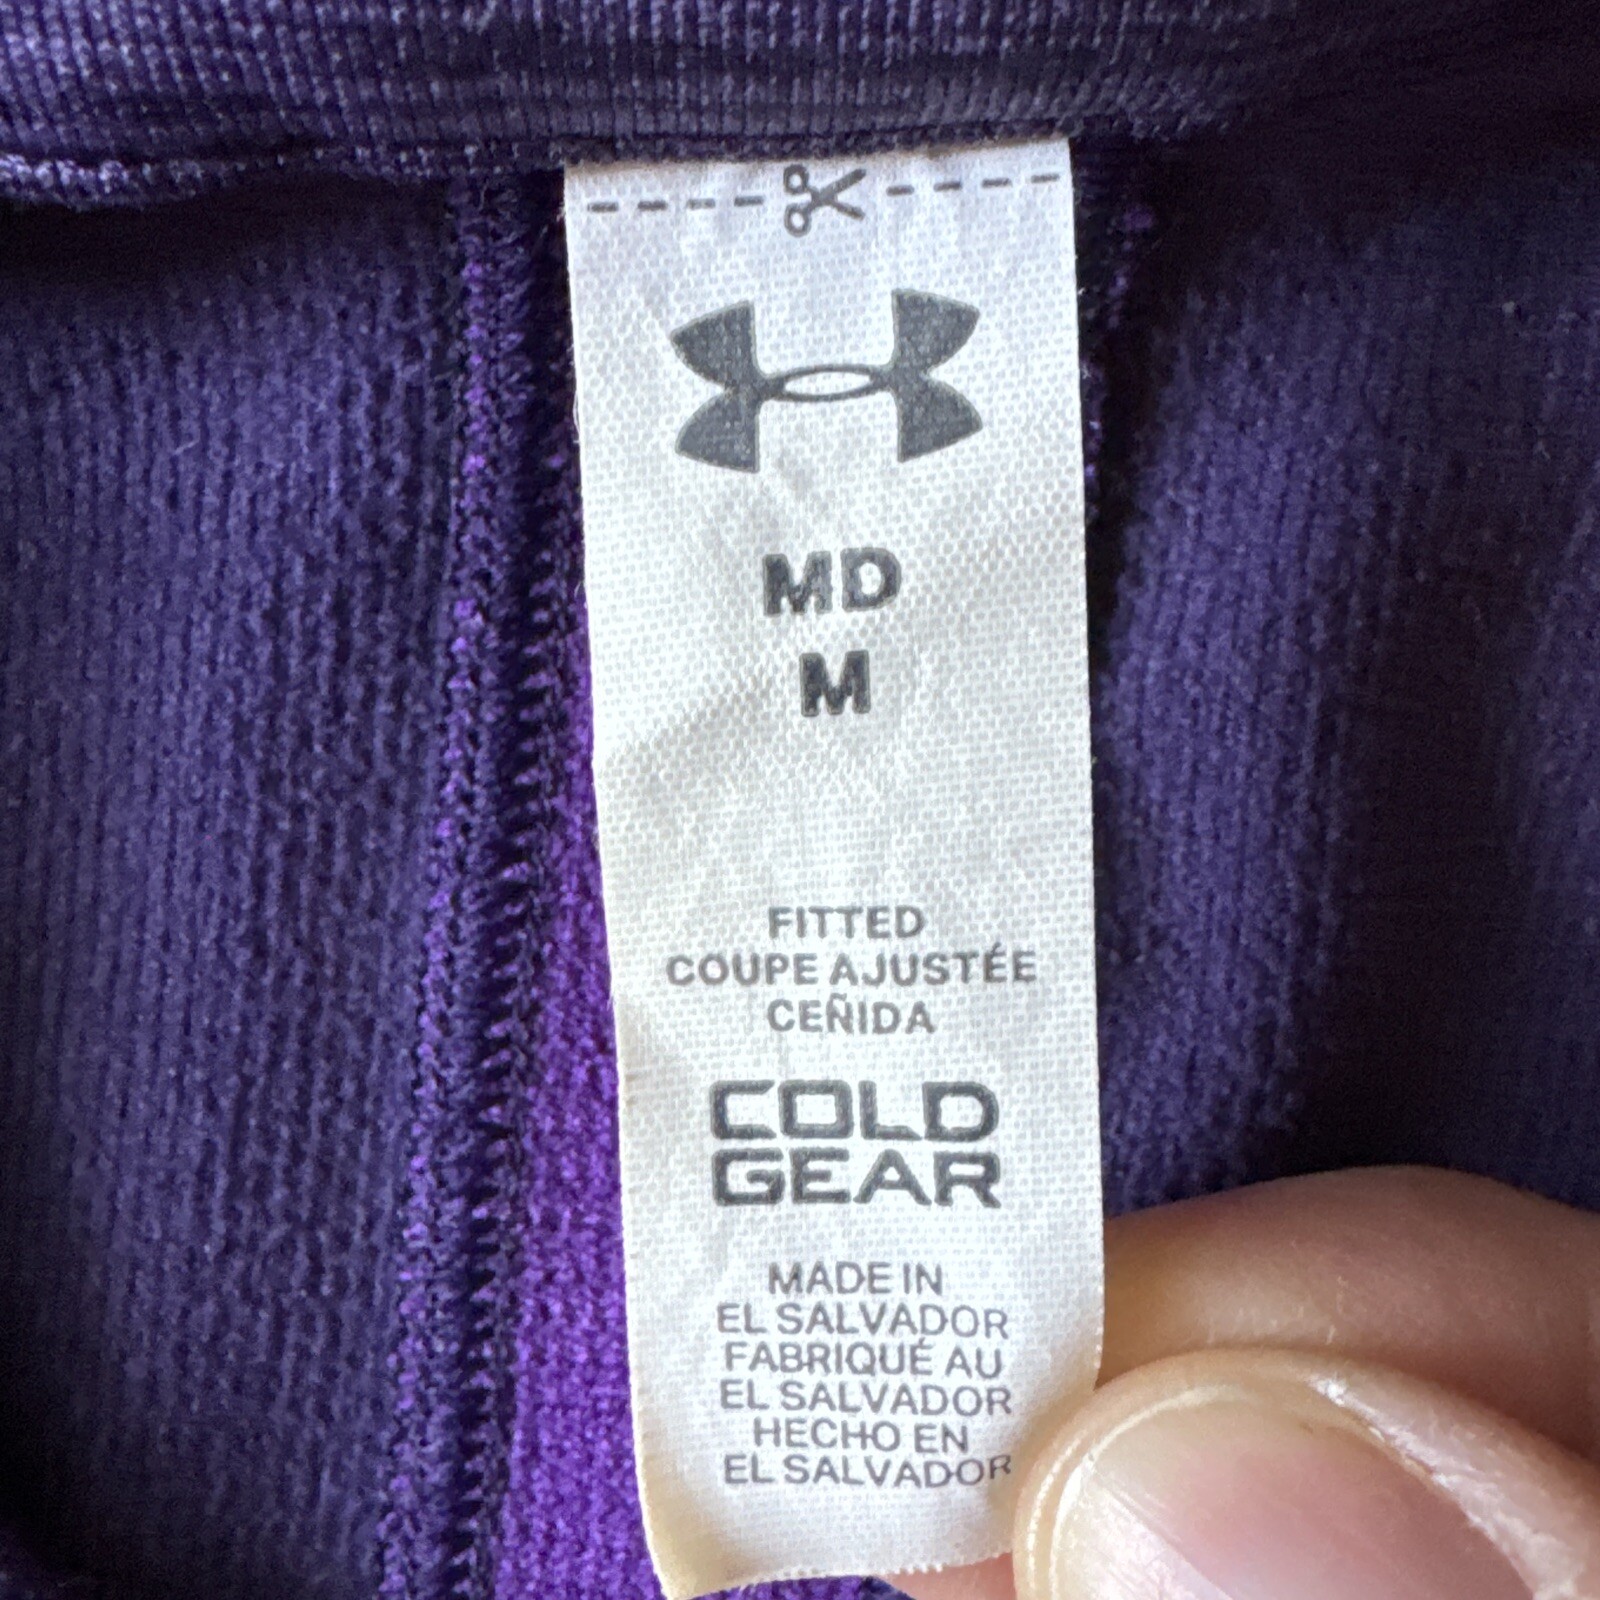 MD
M
FITTED
COUPE AJUSTÉE
CEÑIDA
COLD
GEAR
MADE IN
EL SALVADOR
FABRIQUÉ AU
EL SALVADOR
HECHO EN
EL SALVADOR